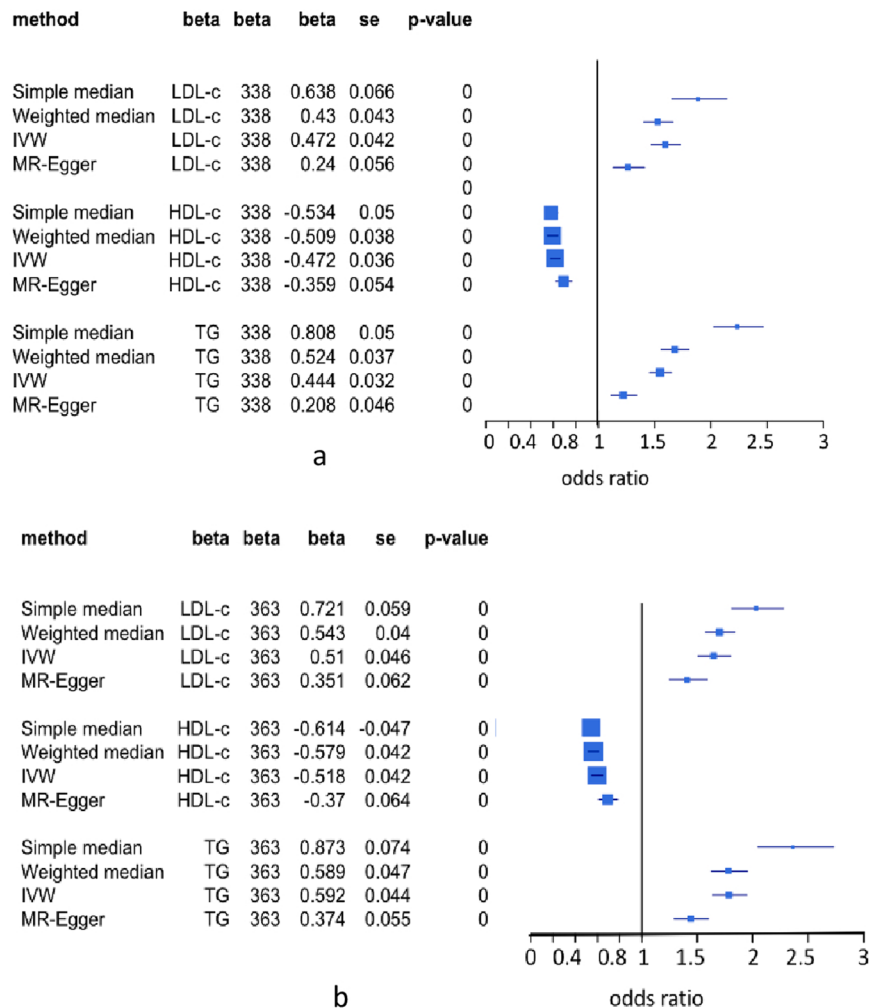 method beta beta beta se p-value
Simple median LDL-c 338 0.638 0.066 0
Weighted median LDL-c 338 0.43 0.043 0
IVW LDL-c 338 0.472 0.042 0
MR-Egger LDL-c 338 0.24 0.056 0
0
Simple median HDL-c 338 -0.534 0.05 0
Weighted median HDL-c 338 -0.509 0.038 0
IVW HDL-c 338 -0.472 0.036 0
MR-Egger HDL-c 338 -0.359 0.054 0
Simple median TG 338 0.808 0.05 0
Weighted median TG 338 0.524 0.037 0
IVW TG 338 0.444 0.032 0
MR-Egger TG 338 0.208 0.046 0
0 0.4 0.8 1 1.5 2 2.5 3
odds ratio
a
method beta beta beta se p-value
Simple median LDL-c 363 0.721 0.059 0
Weighted median LDL-c 363 0.543 0.04 0
IVW LDL-c 363 0.51 0.046 0
MR-Egger LDL-c 363 0.351 0.062 0
Simple median HDL-c 363 -0.614 -0.047 0
Weighted median HDL-c 363 -0.579 0.042 0
IVW HDL-c 363 -0.518 0.042 0
MR-Egger HDL-c 363 -0.37 0.064 0
Simple median TG 363 0.873 0.074 0
Weighted median TG 363 0.589 0.047 0
IVW TG 363 0.592 0.044 0
MR-Egger TG 363 0.374 0.055 0
0 0.4 0.8 1 1.5 2 2.5 3
odds ratio
b